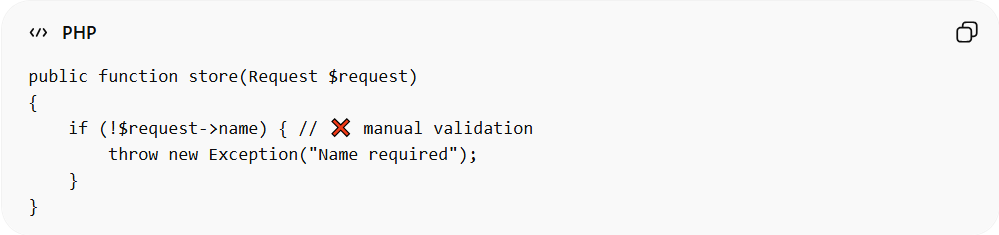 </> PHP
public function store(Request $request)
{
    if (!$request->name) { // ❌ manual validation
        throw new Exception("Name required");
    }
}